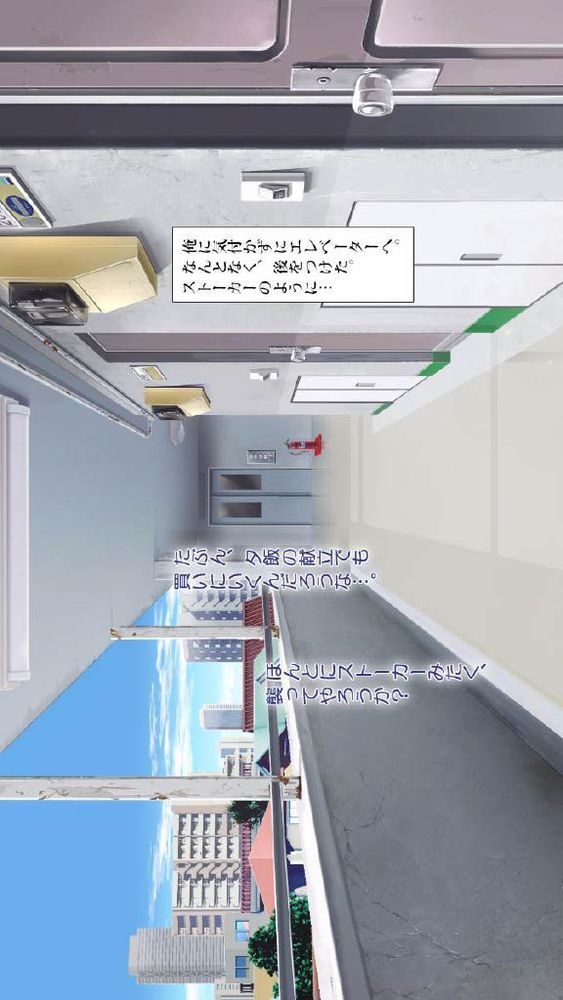 俺に気付かずにエレベーターへ。
なんとなく、後をつけた。
ストーカーのように…
たぶん、夕飯の献立でも
買いにいくんだろうな…。
ほんとにストーカーみたく、
襲ってやろうか？